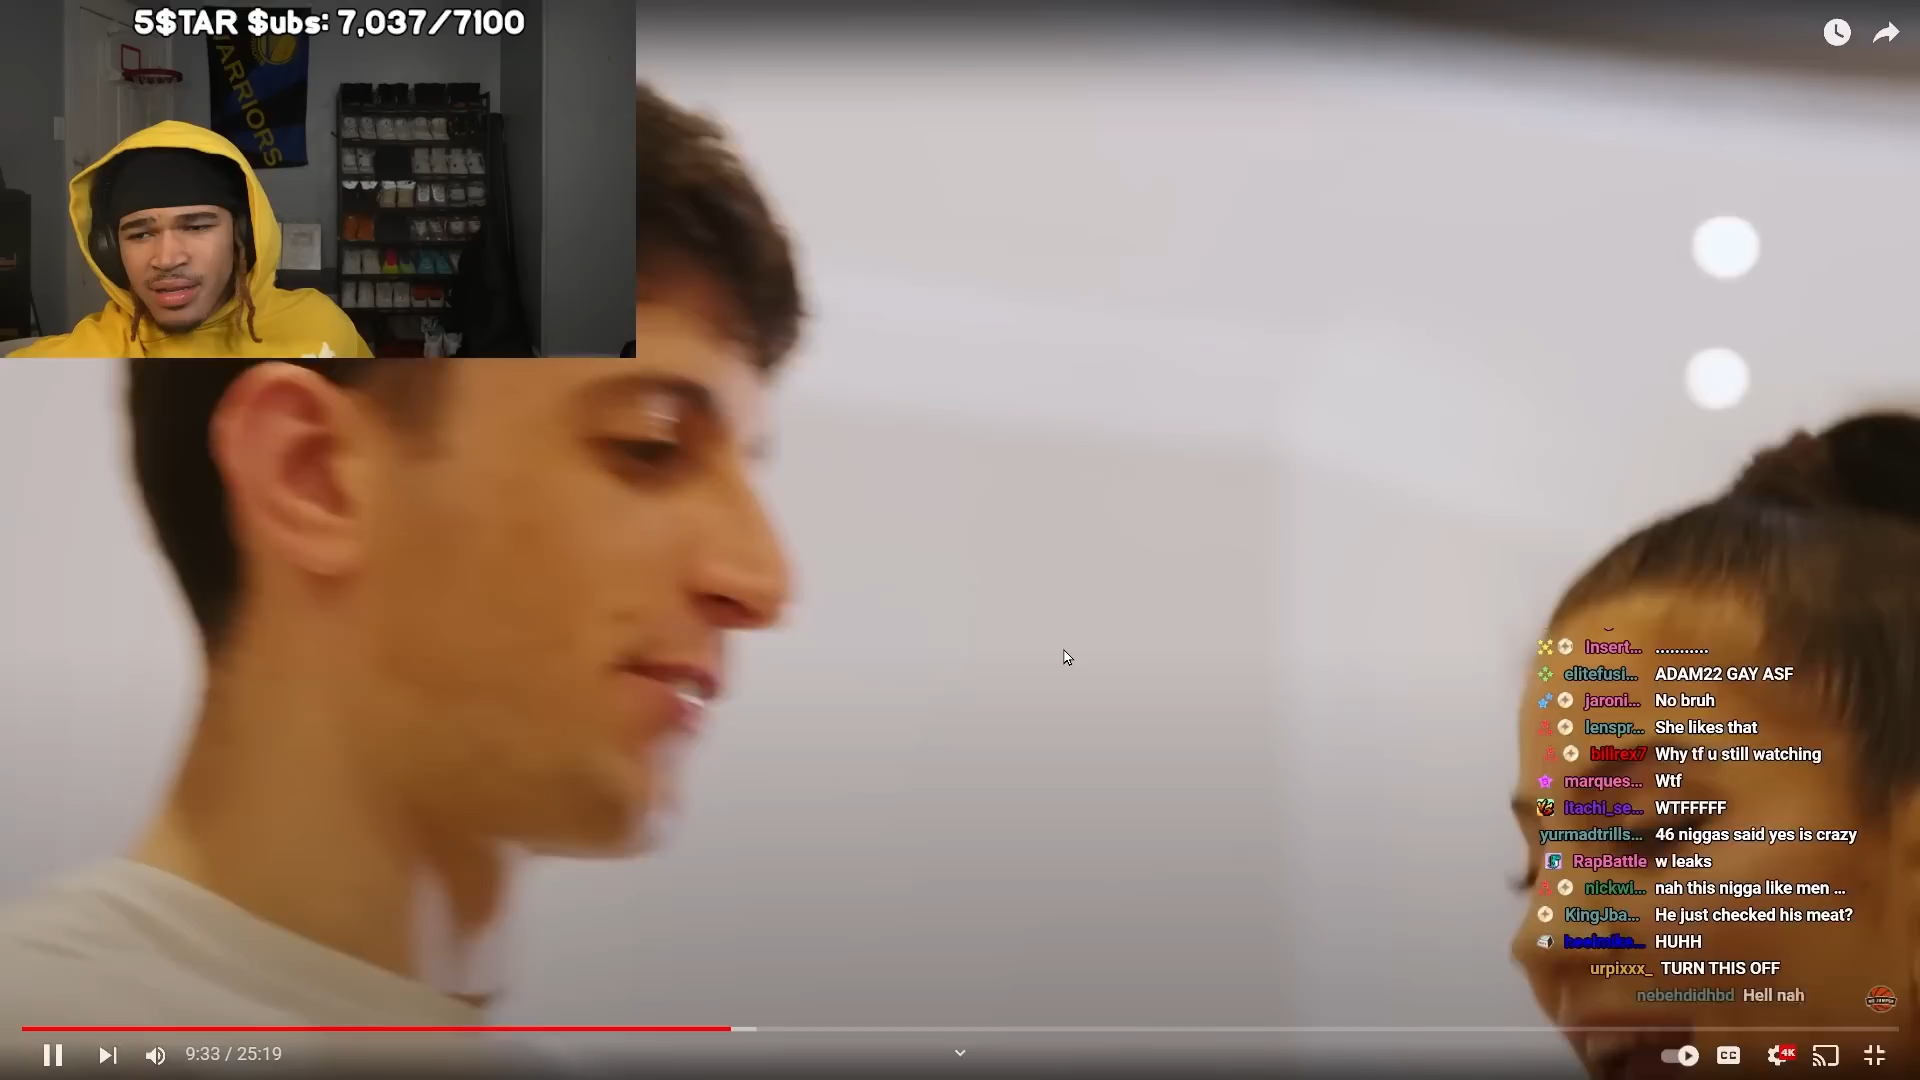 5$TAR $ubs: 7,037/7100
WARRIORS
Insert... ...........
elitefusi... ADAM22 GAY ASF
jaroni... No bruh
lenspr... She likes that
billrex7 Why tf u still watching
marques... Wtf
itachi_se... WTFFFFF
yurmadtrills... 46 niggas said yes is crazy
RapBattle w leaks
nickwi... nah this nigga like men ...
KingJba... He just checked his meat?
HUHH
urpixxx_ TURN THIS OFF
nebehdidhbd Hell nah
9:33 / 25:19
CC
4K